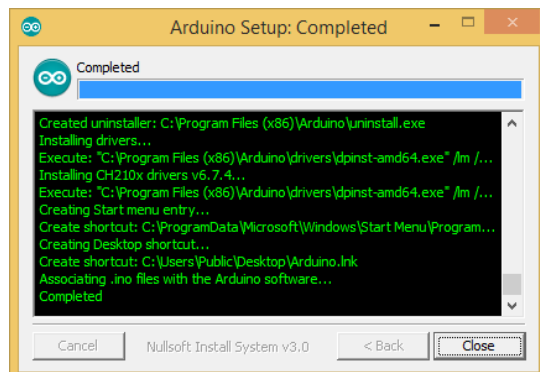 Arduino Setup: Completed
Completed
Created uninstaller: C:\Program Files (x86)\Arduino\uninstall.exe
Installing drivers...
Execute: "C:\Program Files (x86)\Arduino\drivers\dpinst-amd64.exe" /lm /...
Installing CH210x drivers v6.7.4...
Execute: "C:\Program Files (x86)\Arduino\drivers\dpinst-amd64.exe" /lm /...
Creating Start menu entry...
Create shortcut: C:\ProgramData\Microsoft\Windows\Start Menu\Program...
Creating Desktop shortcut...
Create shortcut: C:\Users\Public\Desktop\Arduino.lnk
Associating .ino files with the Arduino software...
Completed
Cancel Nullsoft Install System v3.0 < Back Close